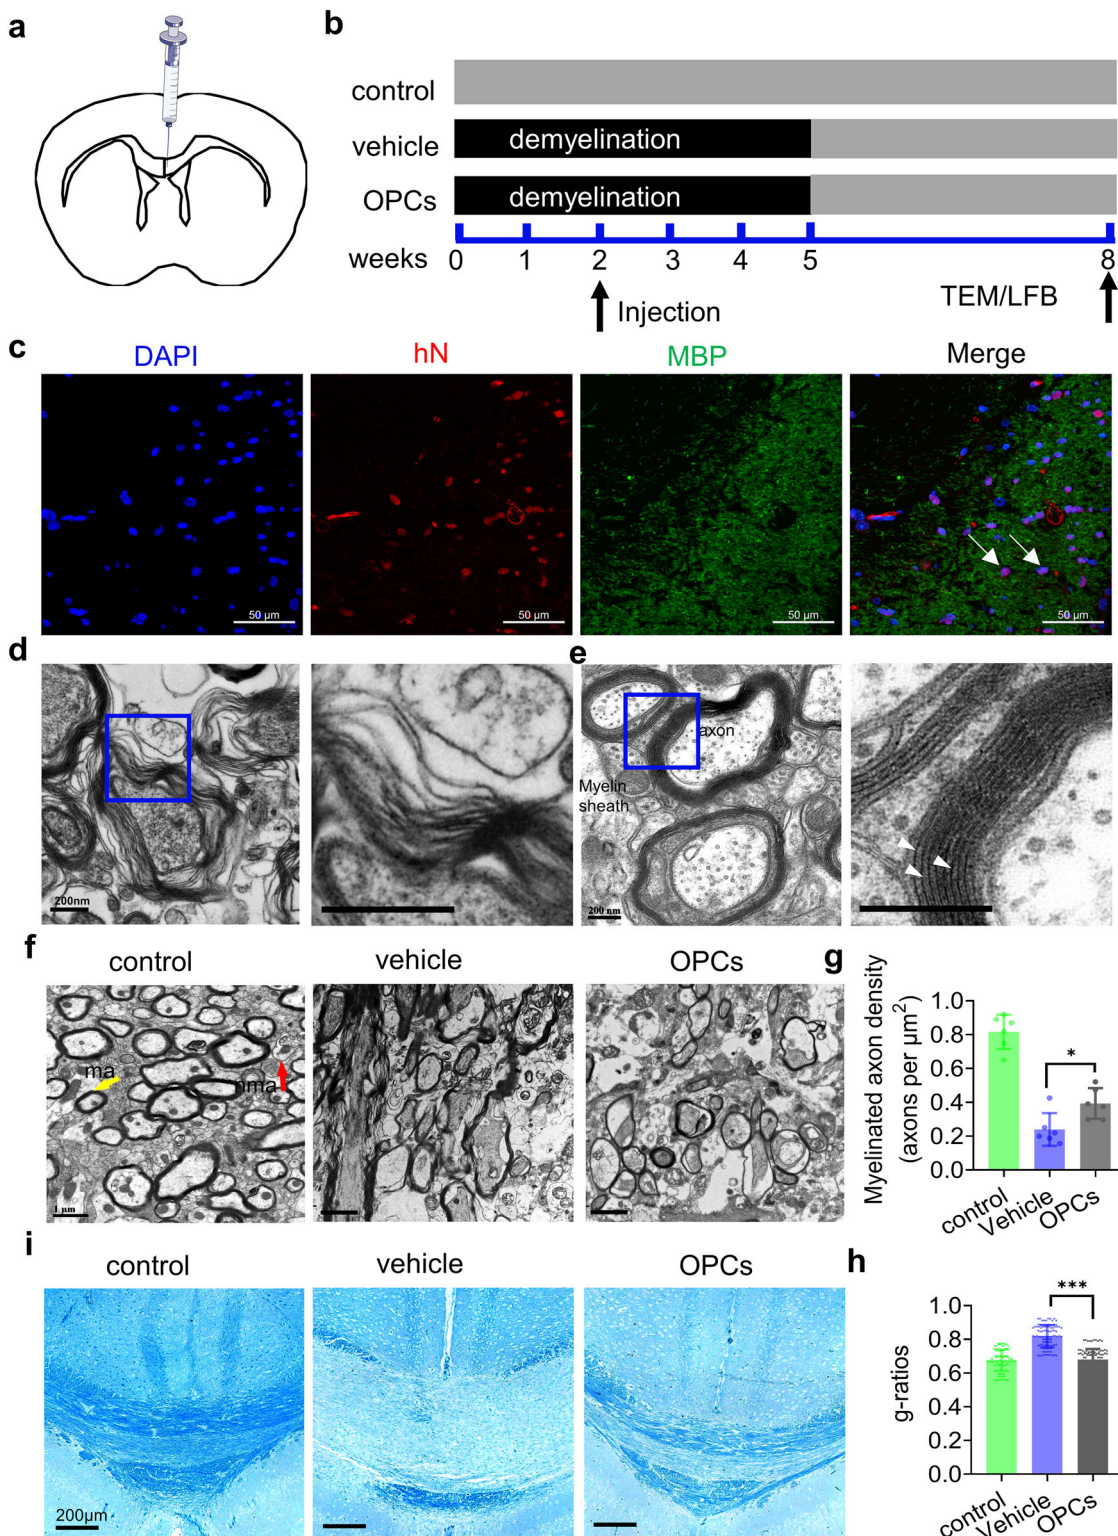 a
b
control
vehicle
demyelination
OPCs
demyelination
weeks
0 1 2 3 4 5 8
Injection
TEM/LFB
c
DAPI
hN
MBP
Merge
50 µm
50 µm
50 µm
50 µm
d
e
200nm
axon
Myelin
sheath
200 nm
f
control
vehicle
OPCs
ma
nma
1 µm
g
Myelinated axon density
(axons per µm²)
1.0
0.8
0.6
0.4
0.2
0.0
*
control
Vehicle
OPCs
i
control
vehicle
OPCs
200µm
h
g-ratios
1.0
0.8
0.6
0.4
0.2
0.0
***
control
Vehicle
OPCs